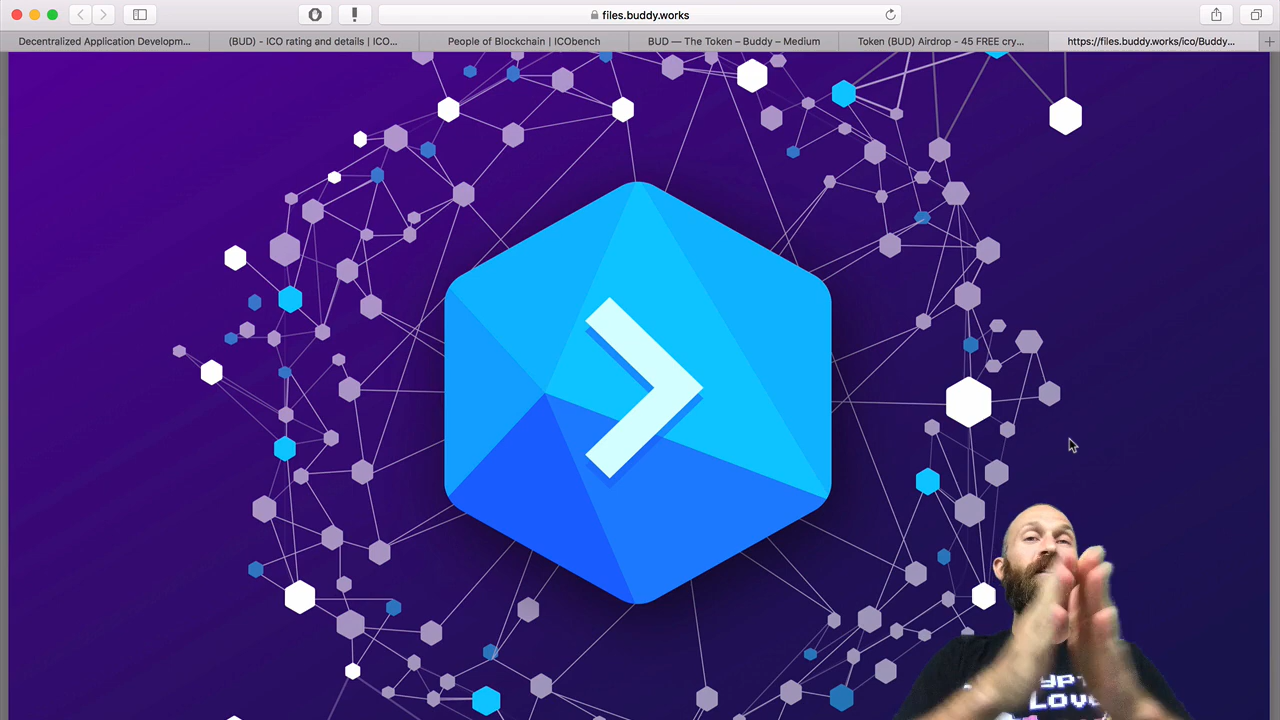 files.buddy.works
Decentralized Application Developm...
(BUD) - ICO rating and details | ICO...
People of Blockchain | ICObench
BUD — The Token – Buddy – Medium
Token (BUD) Airdrop - 45 FREE cry...
https://files.buddy.works/ico/Buddy...
LOV